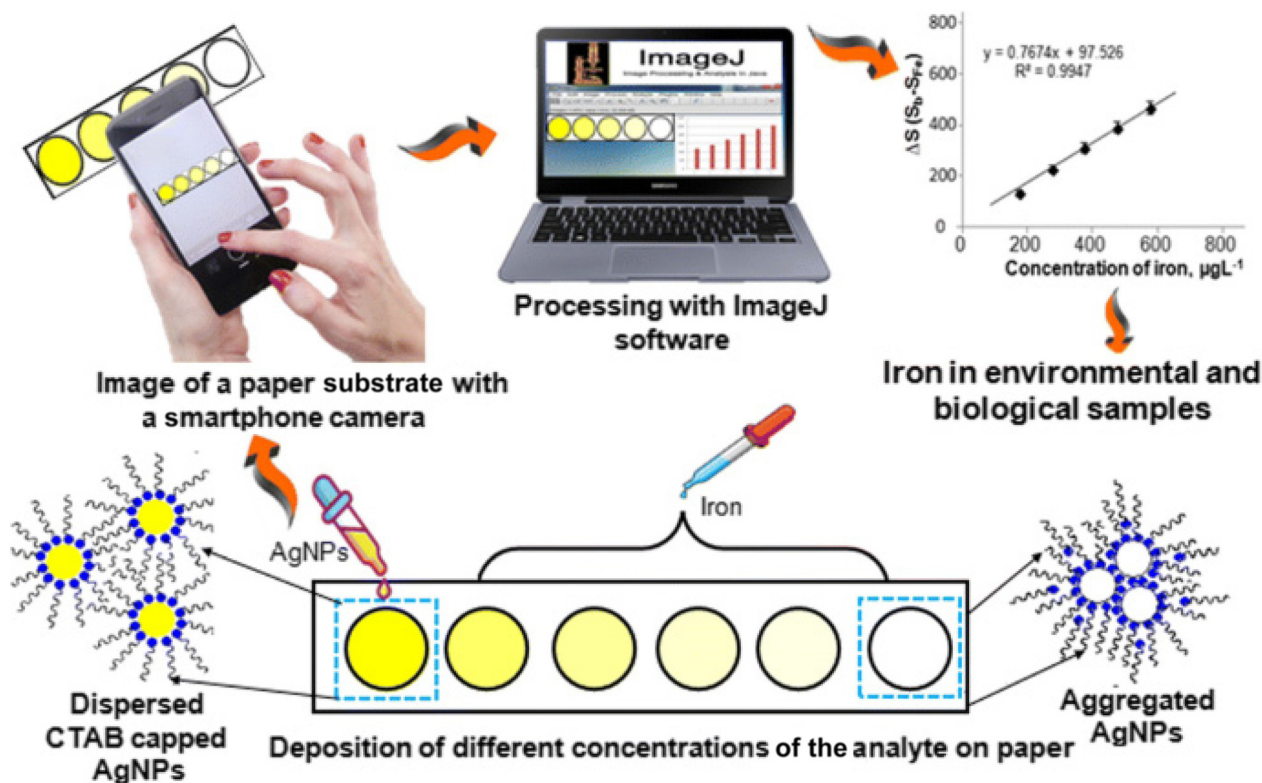 ImageJ
Image Processing & Analysis in Java
SAMSUNG
Processing with ImageJ
software
800
600
400
200
0
ΔS (Sb-SFe)
y = 0.7674x + 97.526
R² = 0.9947
0 200 400 600 800
Concentration of iron, µgL-1
Image of a paper substrate with
a smartphone camera
Iron in environmental and
biological samples
AgNPs
Iron
Dispersed
CTAB capped
AgNPs
Deposition of different concentrations of the analyte on paper
Aggregated
AgNPs